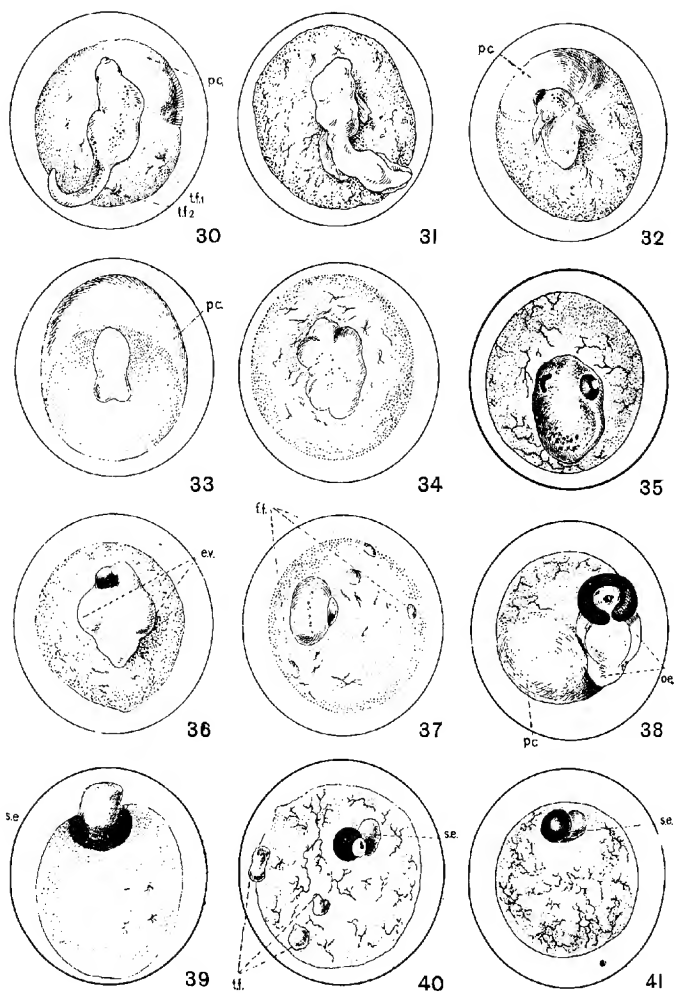 p.c.
t.f.1
t.f.2
30
31
p.c.
32
p.c.
33
34
35
e.v.
36
f.f.
37
oe.
p.c
38
s.e.
39
s.e.
t.f.
40
s.e.
41